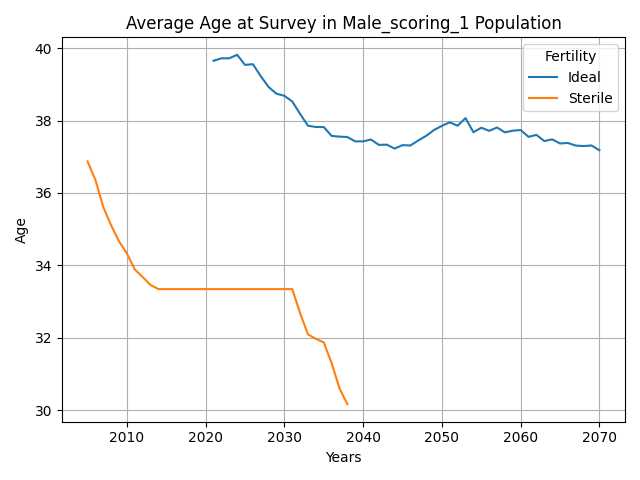 Average Age at Survey in Male_scoring_1 Population
Fertility
Ideal
Sterile
Age
40
38
36
34
32
30
2010 2020 2030 2040 2050 2060 2070
Years